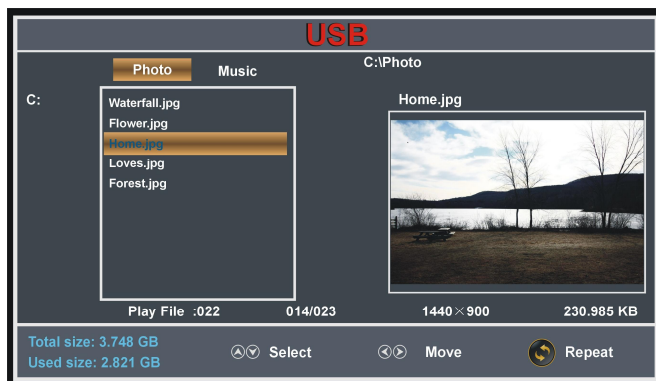 USB
Photo Music C:\Photo
C: Home.jpg
Waterfall.jpg
Flower.jpg
Home.jpg
Loves.jpg
Forest.jpg
Play File :022 014/023 1440×900 230.985 KB
Total size: 3.748 GB
Used size: 2.821 GB
Select Move Repeat